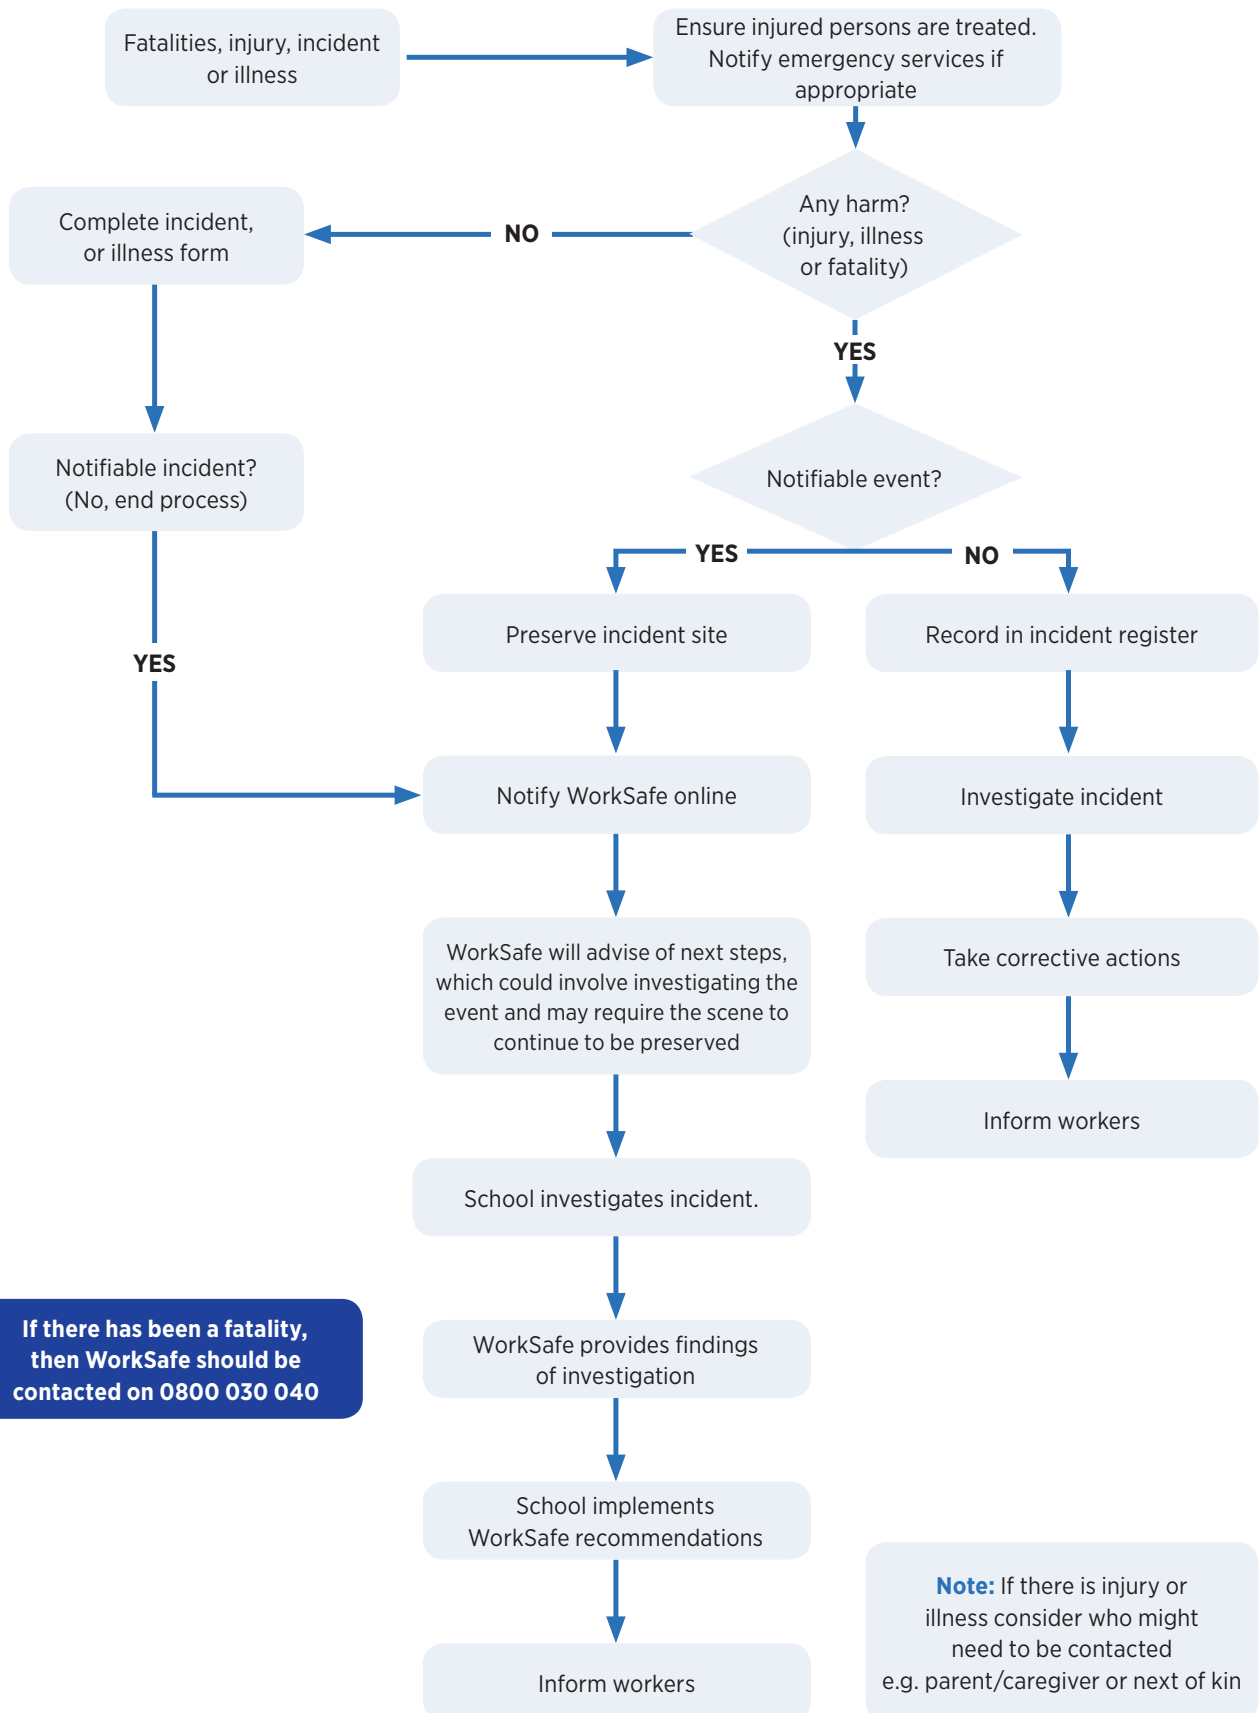 Fatalities, injury, incident
or illness
Ensure injured persons are treated.
Notify emergency services if
appropriate
Any harm?
(injury, illness
or fatality)
NO
Complete incident,
or illness form
YES
Notifiable incident?
(No, end process)
Notifiable event?
YES
NO
Preserve incident site
Record in incident register
YES
Notify WorkSafe online
Investigate incident
WorkSafe will advise of next steps,
which could involve investigating the
event and may require the scene to
continue to be preserved
Take corrective actions
Inform workers
School investigates incident.
If there has been a fatality,
then WorkSafe should be
contacted on 0800 030 040
WorkSafe provides findings
of investigation
School implements
WorkSafe recommendations
Note: If there is injury or
illness consider who might
need to be contacted
e.g. parent/caregiver or next of kin
Inform workers